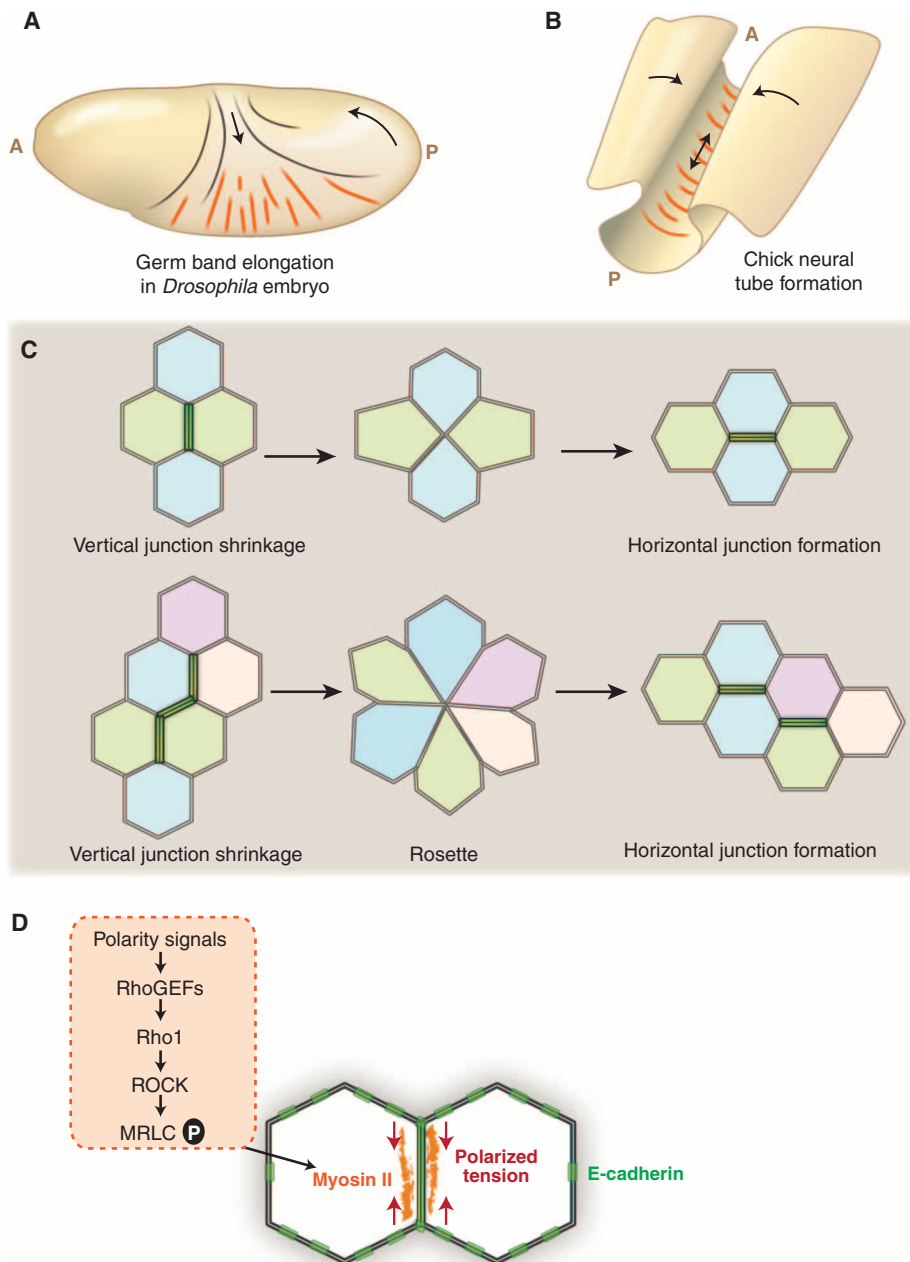 A
A
P
Germ band elongation
in Drosophila embryo
B
A
P
Chick neural
tube formation
C
Vertical junction shrinkage
Horizontal junction formation
Vertical junction shrinkage
Rosette
Horizontal junction formation
D
Polarity signals
RhoGEFs
Rho1
ROCK
MRLC P
Myosin II
Polarized
tension
E-cadherin